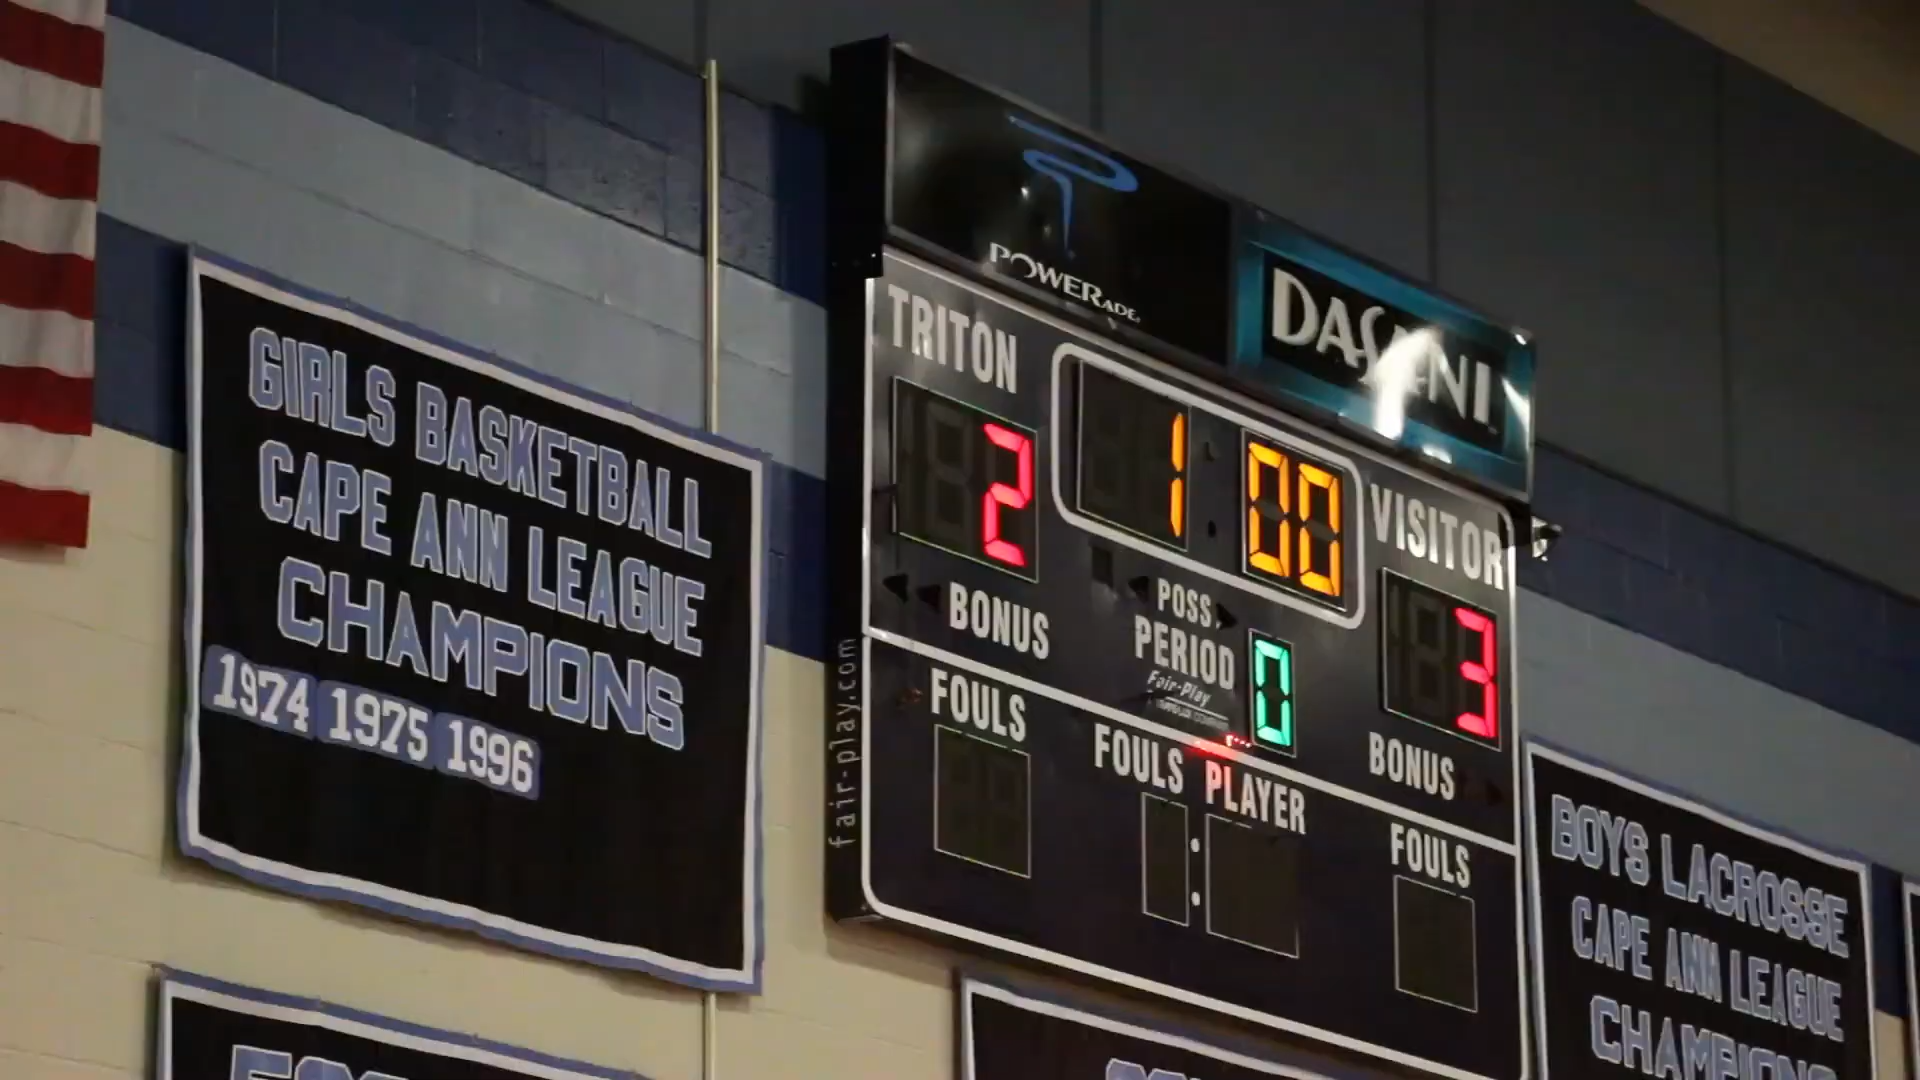 GIRLS BASKETBALL
CAPE ANN LEAGUE
CHAMPIONS
1974 1975 1996
POWERADE
DASANI
TRITON
2
1:00
VISITOR
3
BONUS
POSS.
PERIOD 0
Fair-Play
BONUS
FOULS
FOULS PLAYER
FOULS
fair-play.com
BOYS LACROSSE
CAPE ANN LEAGUE
CHAMPIONS